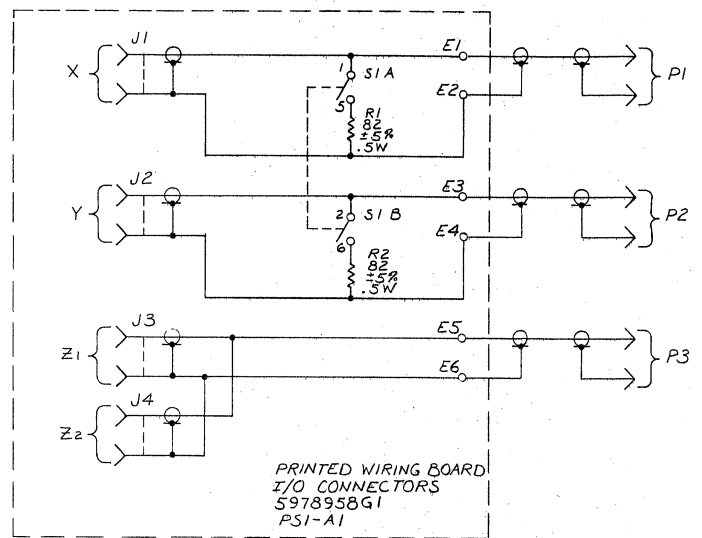 J1
X
E1
P1
1
S1A
E2
5
R1
82
±5%
.5W
J2
Y
E3
P2
2
S1B
E4
6
R2
82
±5%
.5W
J3
Z1
E5
P3
E6
J4
Z2
PRINTED WIRING BOARD
I/O CONNECTORS
5978958G1
PS1-A1